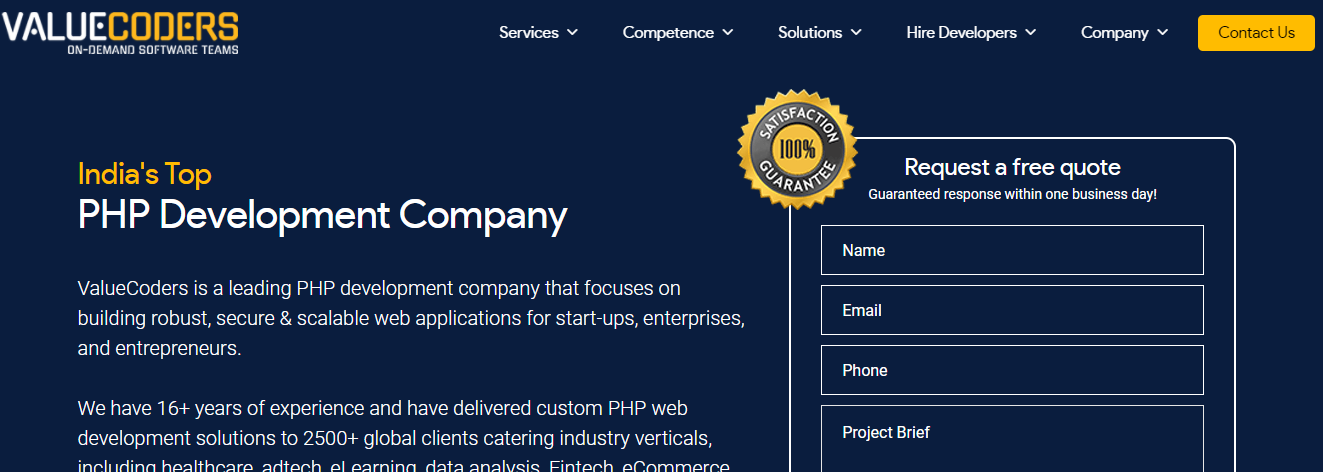 VALUECODERS
ON-DEMAND SOFTWARE TEAMS
Services
Competence
Solutions
Hire Developers
Company
Contact Us
India's Top
PHP Development Company
ValueCoders is a leading PHP development company that focuses on
building robust, secure & scalable web applications for start-ups, enterprises,
and entrepreneurs.
We have 16+ years of experience and have delivered custom PHP web
development solutions to 2500+ global clients catering industry verticals,
including healthcare, adtech, eLearning, data analysis, Fintech, eCommerce
SATISFACTION
100%
GUARANTEE
Request a free quote
Guaranteed response within one business day!
Name
Email
Phone
Project Brief